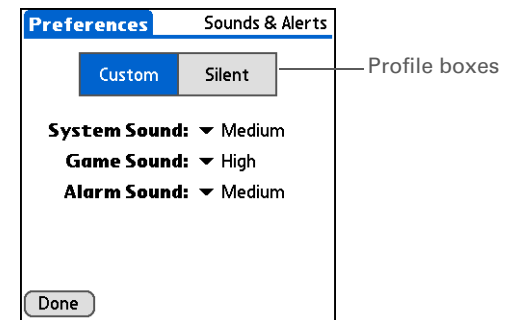 Preferences Sounds & Alerts
Custom Silent Profile boxes
System Sound: Medium
Game Sound: High
Alarm Sound: Medium
Done